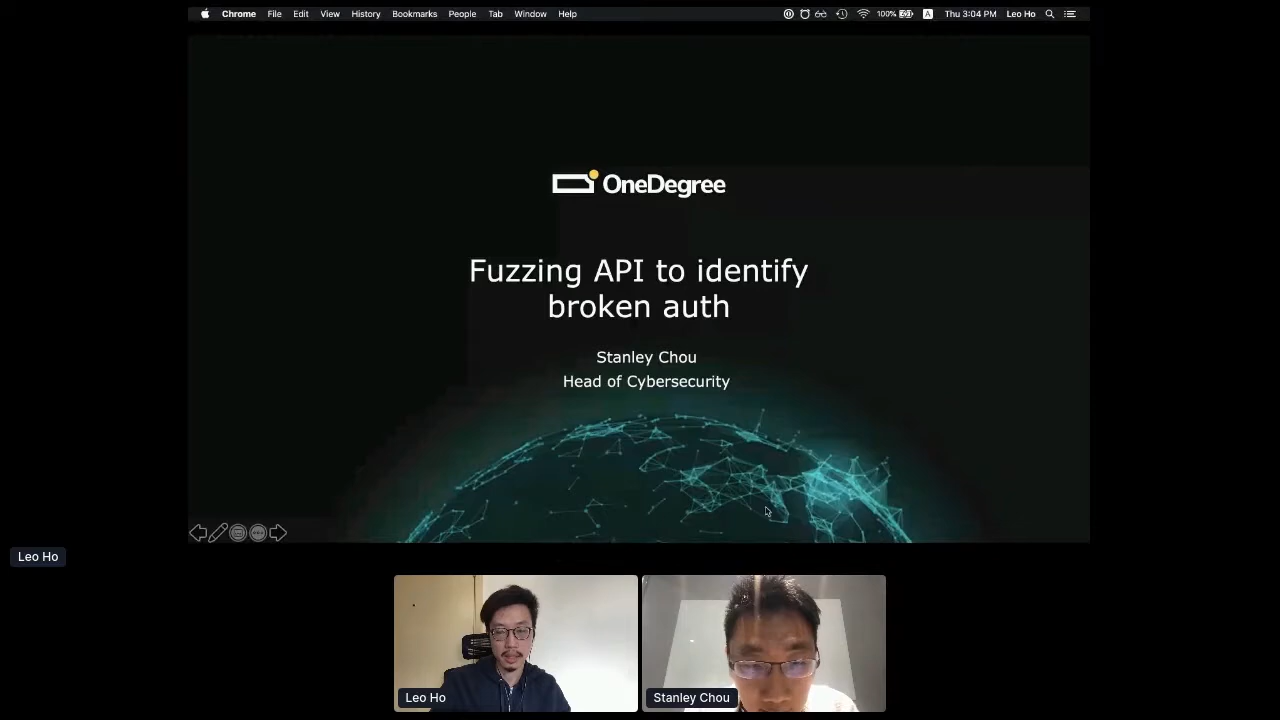 Chrome File Edit View History Bookmarks People Tab Window Help 100% A Thu 3:04 PM Leo Ho
OneDegree
Fuzzing API to identify
broken auth
Stanley Chou
Head of Cybersecurity
Leo Ho
Leo Ho
Stanley Chou